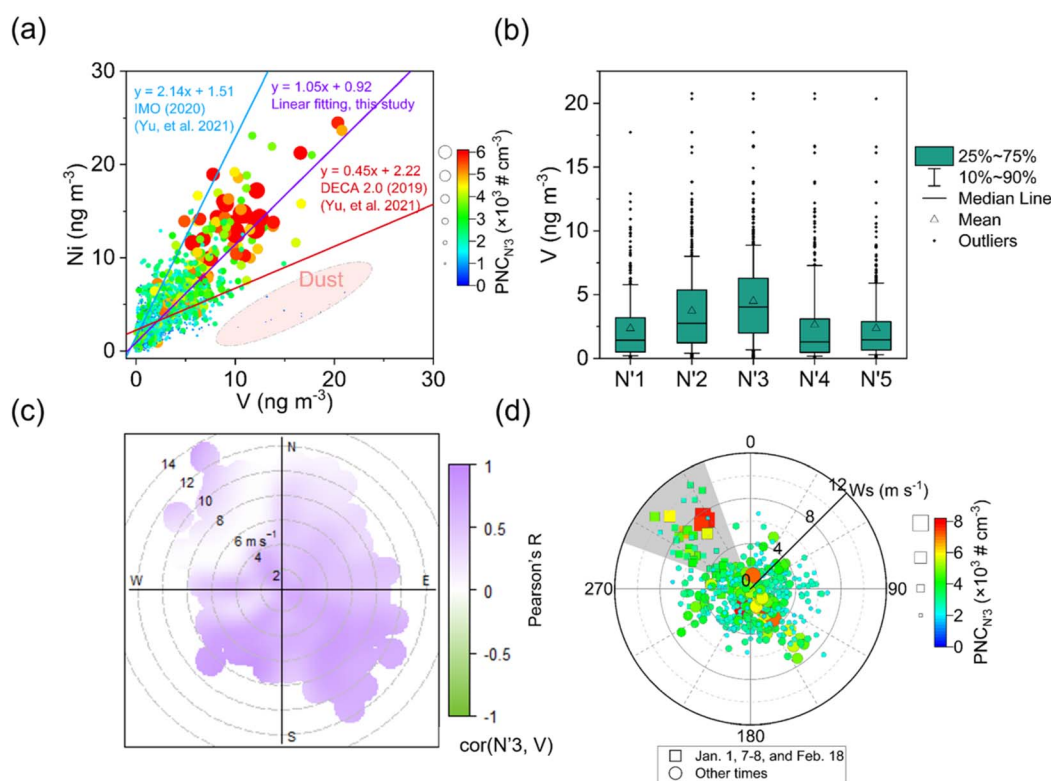 (a)
30
20
10
0
Ni (ng m⁻³)
y = 2.14x + 1.51
IMO (2020)
(Yu, et al. 2021)
y = 1.05x + 0.92
Linear fitting, this study
y = 0.45x + 2.22
DECA 2.0 (2019)
(Yu, et al. 2021)
Dust
0
10
20
30
V (ng m⁻³)
6
5
4
3
2
1
0
PNC_N'3 (×10³ # cm⁻³)
(b)
20
15
10
5
0
V (ng m⁻³)
N'1 N'2 N'3 N'4 N'5
25%~75%
10%~90%
Median Line
Mean
Outliers
(c)
N
14
12
10
8
6 m s⁻¹
4
2
W
E
S
1
0.5
0
-0.5
-1
Pearson's R
cor(N'3, V)
(d)
0
12 Ws (m s⁻¹)
8
4
0
270
90
180
8
6
4
2
0
PNC_N'3 (×10³ # cm⁻³)
Jan. 1, 7-8, and Feb. 18
Other times